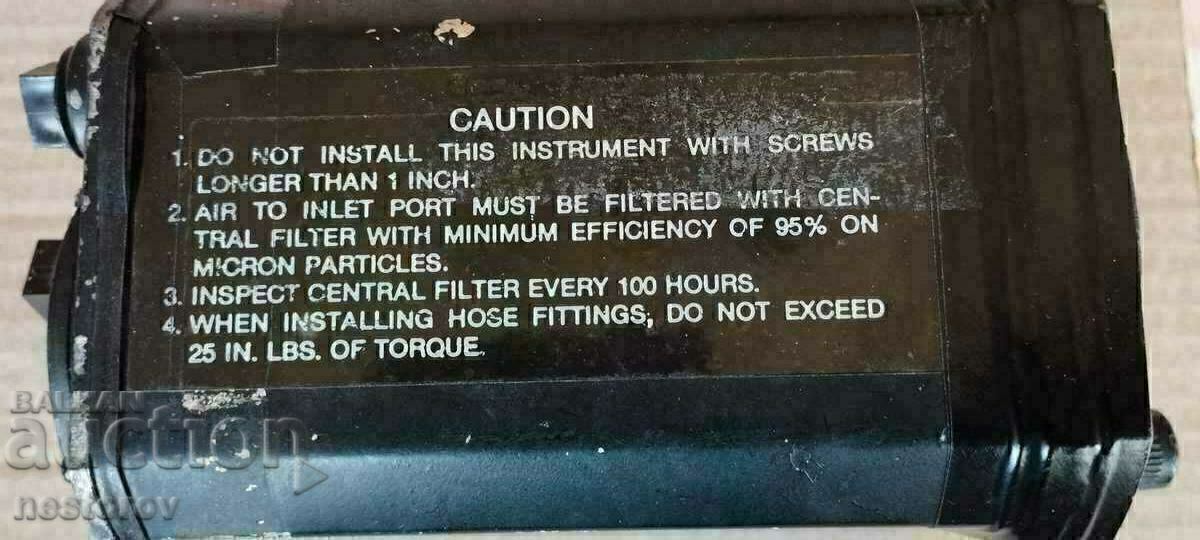 CAUTION
1. DO NOT INSTALL THIS INSTRUMENT WITH SCREWS
LONGER THAN 1 INCH.
2. AIR TO INLET PORT MUST BE FILTERED WITH CEN-
TRAL FILTER WITH MINIMUM EFFICIENCY OF 95% ON
MICRON PARTICLES.
3. INSPECT CENTRAL FILTER EVERY 100 HOURS.
4. WHEN INSTALLING HOSE FITTINGS, DO NOT EXCEED
25 IN. LBS. OF TORQUE.
BALKAN
auction
nestorov